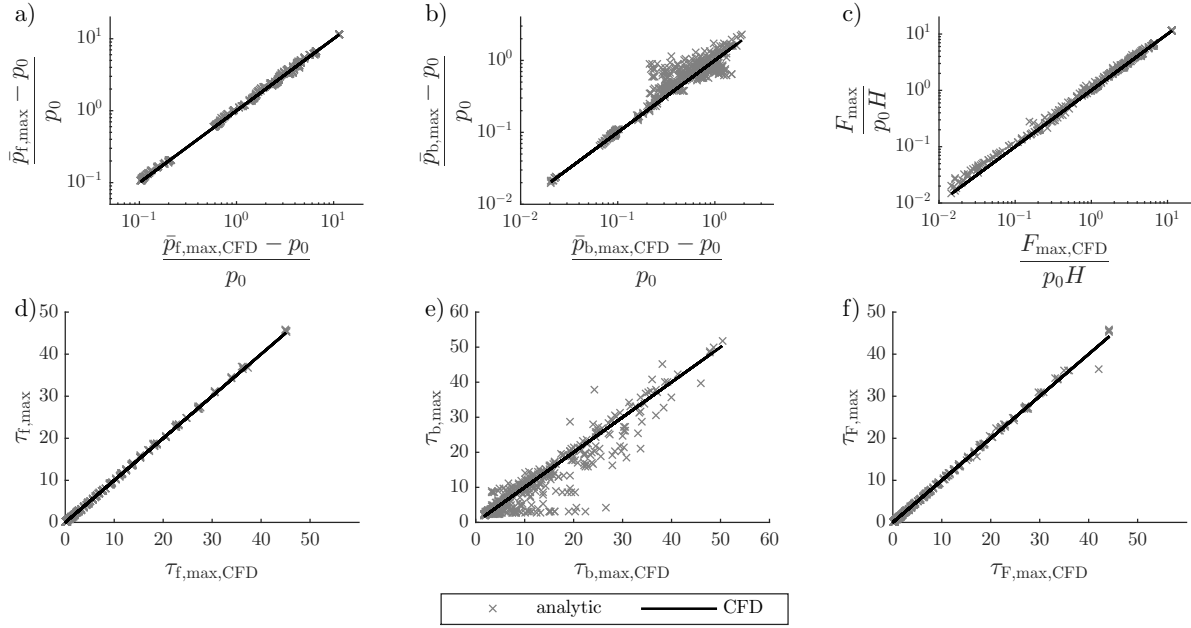 a)
p̄f,max − p0
p0
10^1
10^0
10^-1
10^-1 10^0 10^1
p̄f,max,CFD − p0
p0
b)
p̄b,max − p0
p0
10^0
10^-1
10^-2
10^-2 10^-1 10^0
p̄b,max,CFD − p0
p0
c)
Fmax
p0H
10^1
10^0
10^-1
10^-2
10^-2 10^-1 10^0 10^1
Fmax,CFD
p0H
d)
τf,max
50
40
30
20
10
0
0 10 20 30 40 50
τf,max,CFD
e)
τb,max
60
50
40
30
20
10
0
0 10 20 30 40 50 60
τb,max,CFD
f)
τF,max
50
40
30
20
10
0
0 10 20 30 40 50
τF,max,CFD
analytic CFD